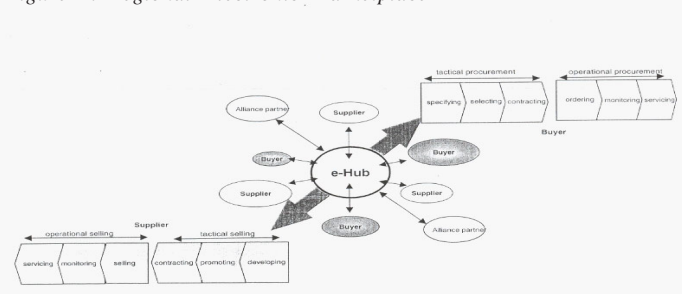 tactical procurement
operational procurement
specifying
selecting
contracting
ordering
monitoring
servicing
Buyer
Alliance partner
Supplier
Buyer
Buyer
e-Hub
Supplier
Supplier
Buyer
Alliance partner
Supplier
operational selling
tactical selling
servicing
monitoring
selling
contracting
promoting
developing